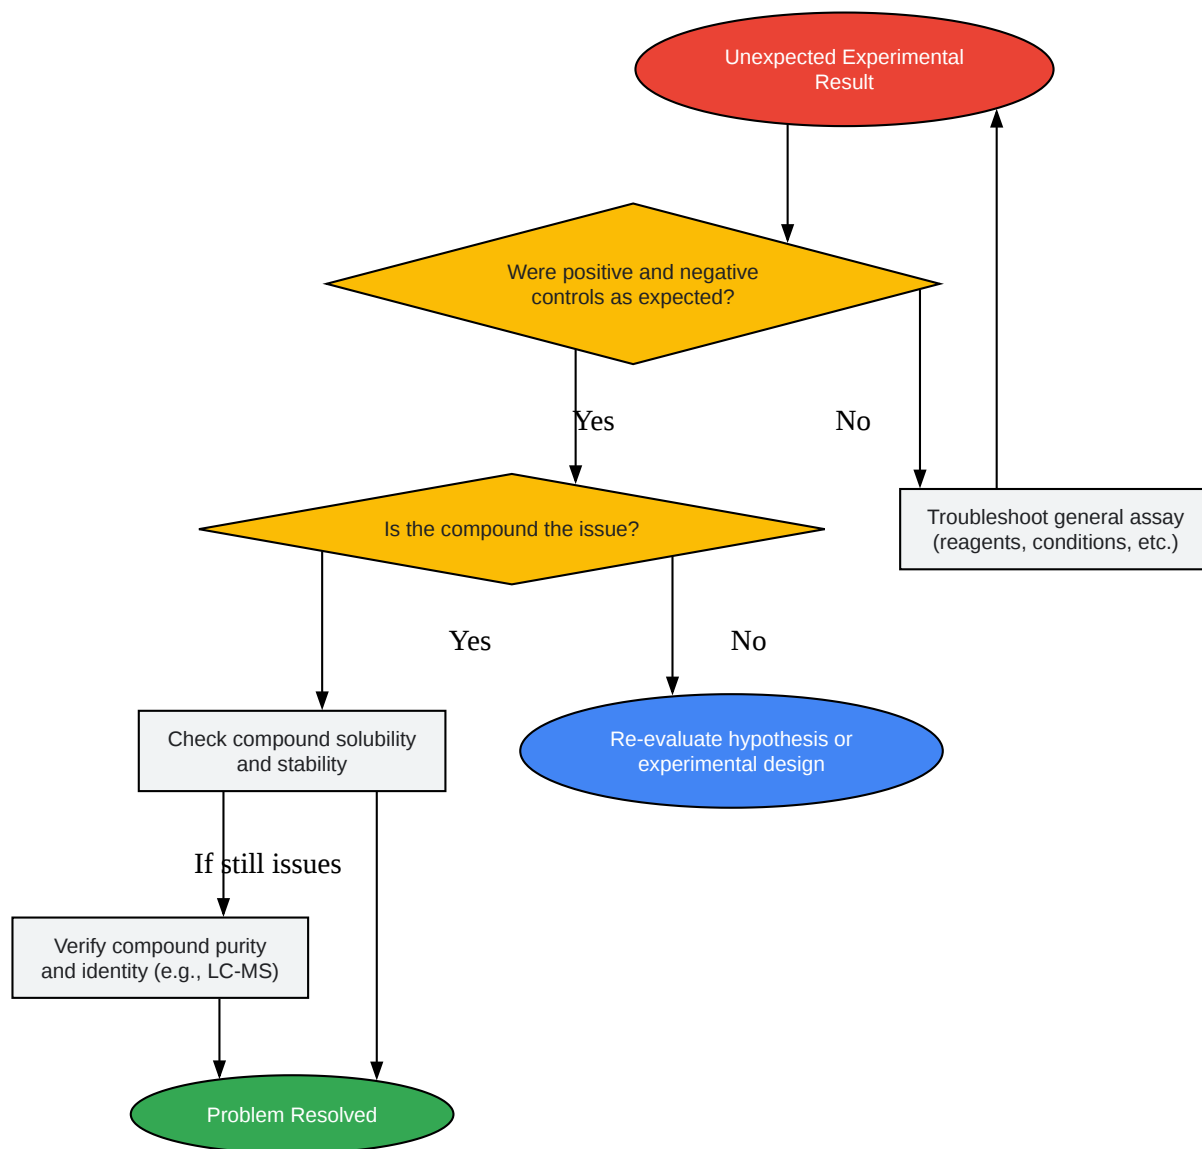 Unexpected Experimental
Result
Were positive and negative
controls as expected?
Yes
No
Troubleshoot general assay
(reagents, conditions, etc.)
Is the compound the issue?
Yes
No
Check compound solubility
and stability
Re-evaluate hypothesis or
experimental design
If still issues
Verify compound purity
and identity (e.g., LC-MS)
Problem Resolved